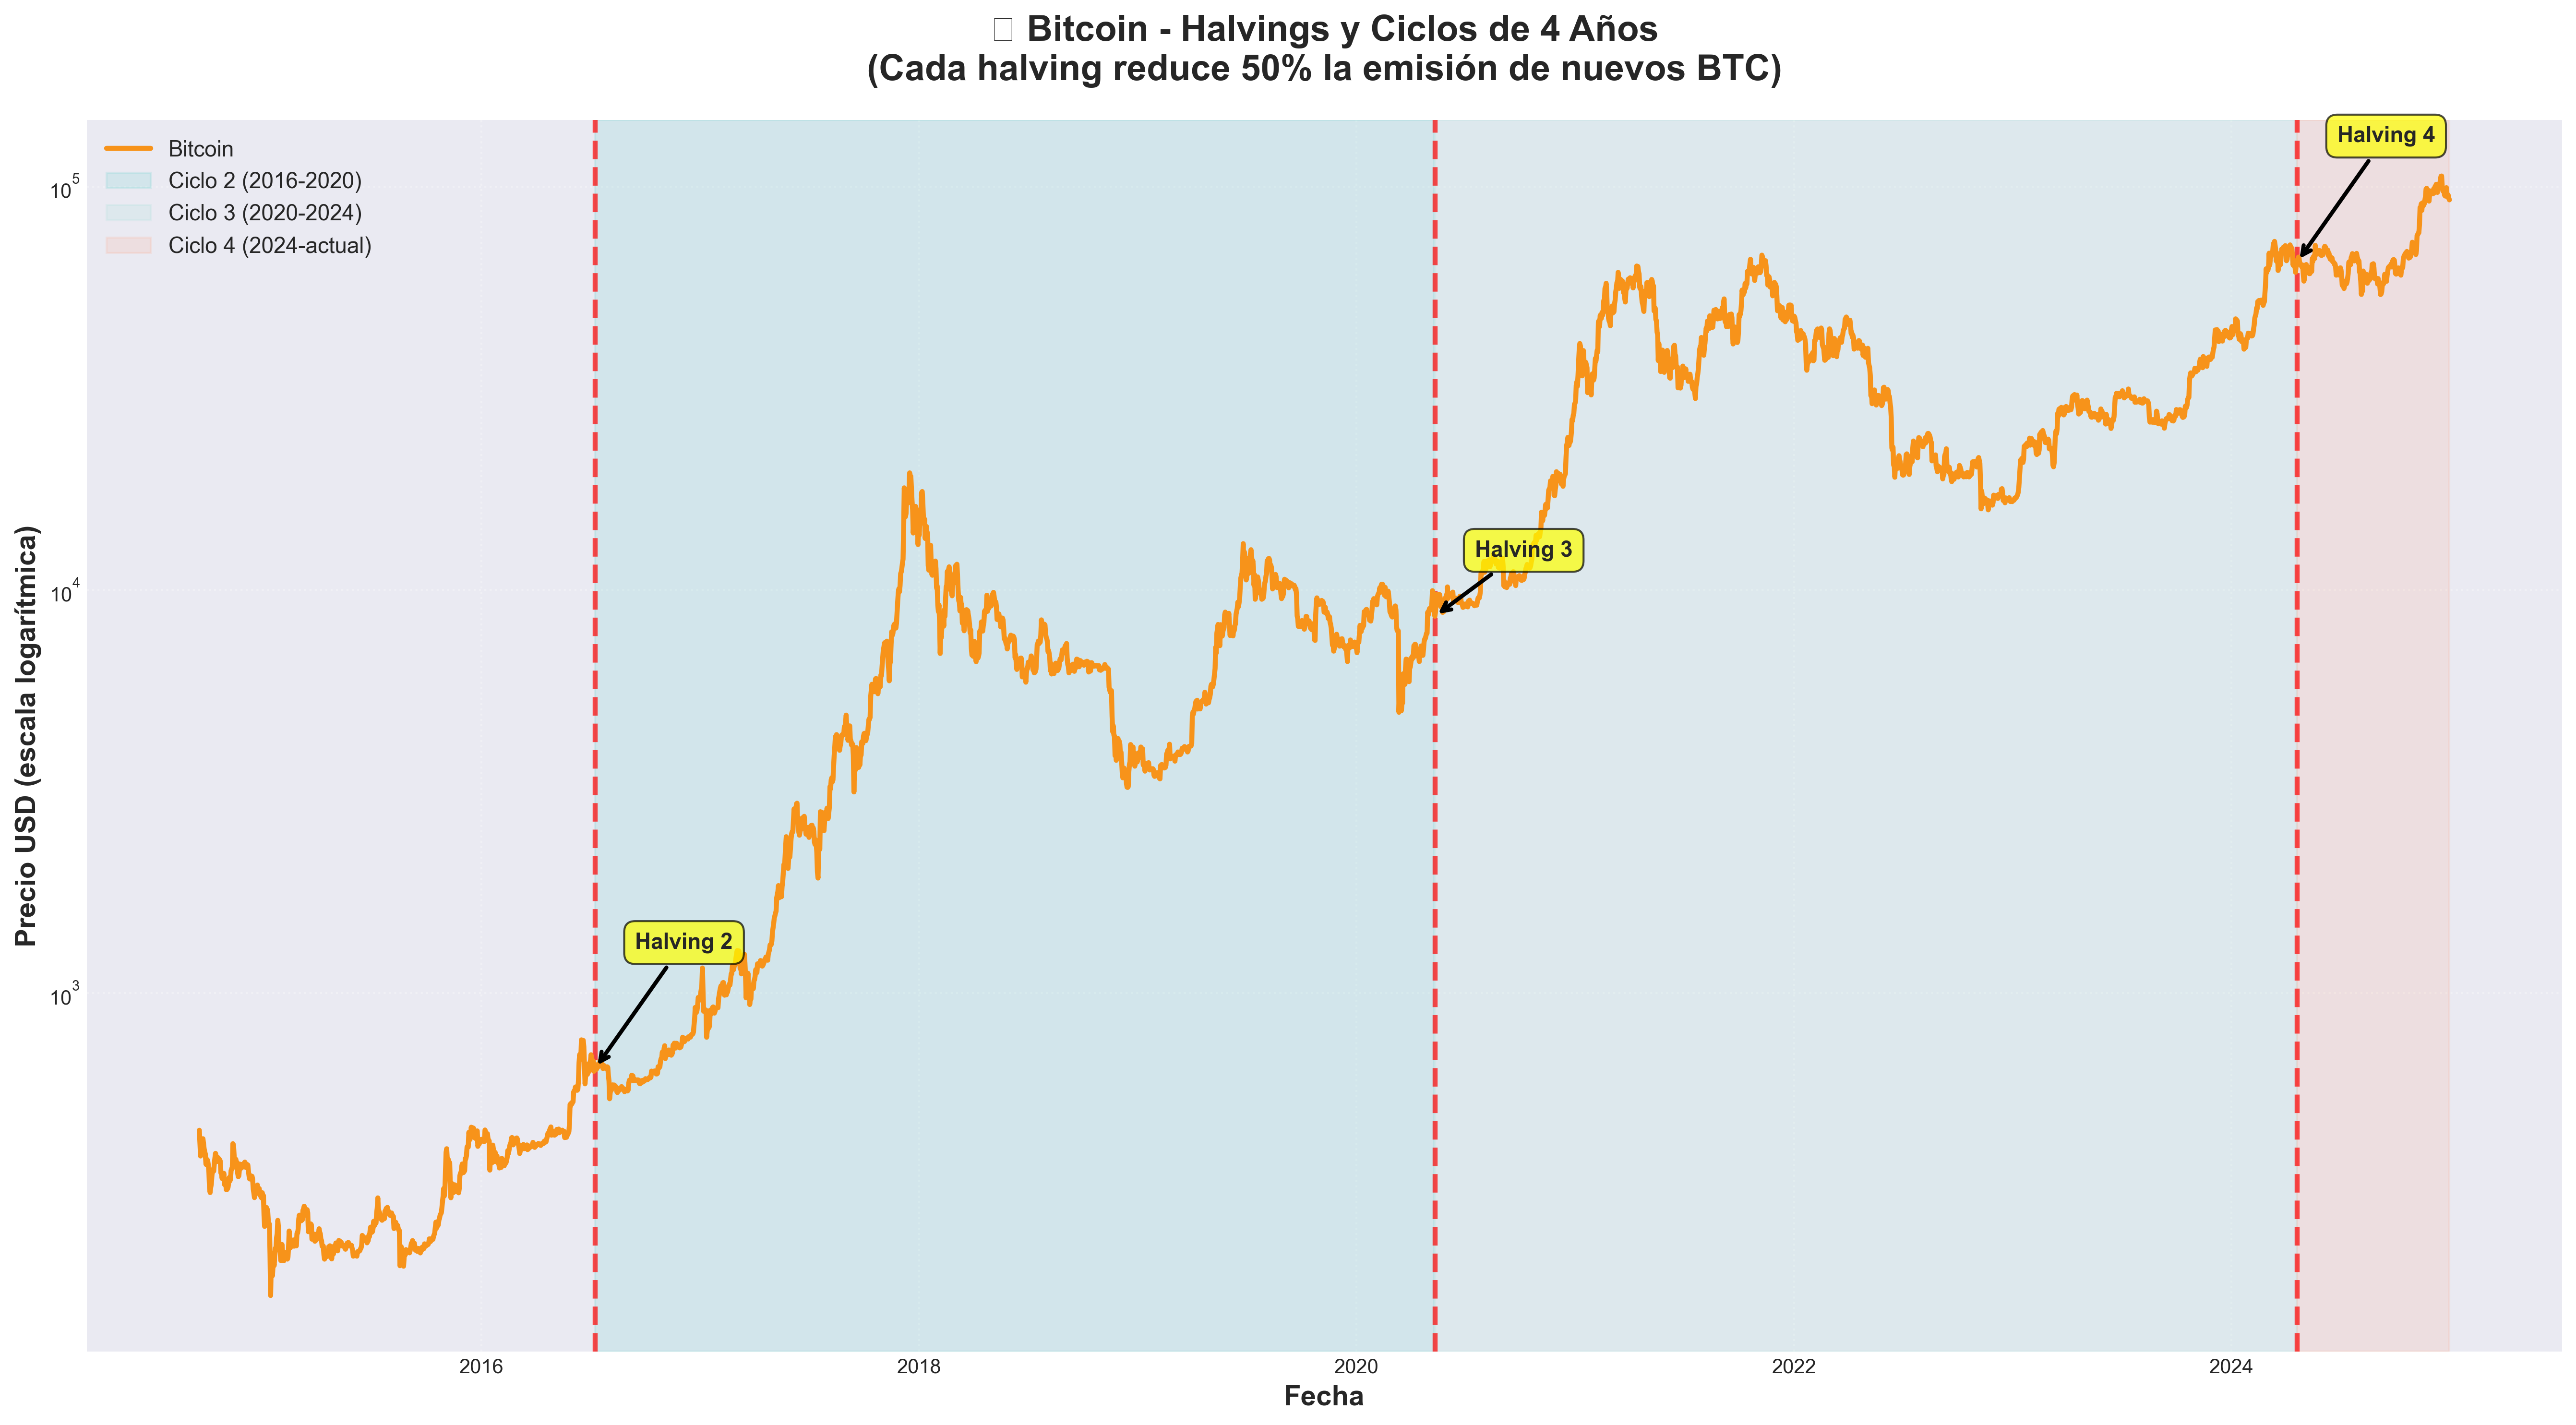 Bitcoin - Halvings y Ciclos de 4 Años
(Cada halving reduce 50% la emisión de nuevos BTC)
Bitcoin
Ciclo 2 (2016-2020)
Ciclo 3 (2020-2024)
Ciclo 4 (2024-actual)
Halving 4
Halving 3
Halving 2
Precio USD (escala logarítmica)
10⁵
10⁴
10³
2016
2018
2020
2022
2024
Fecha